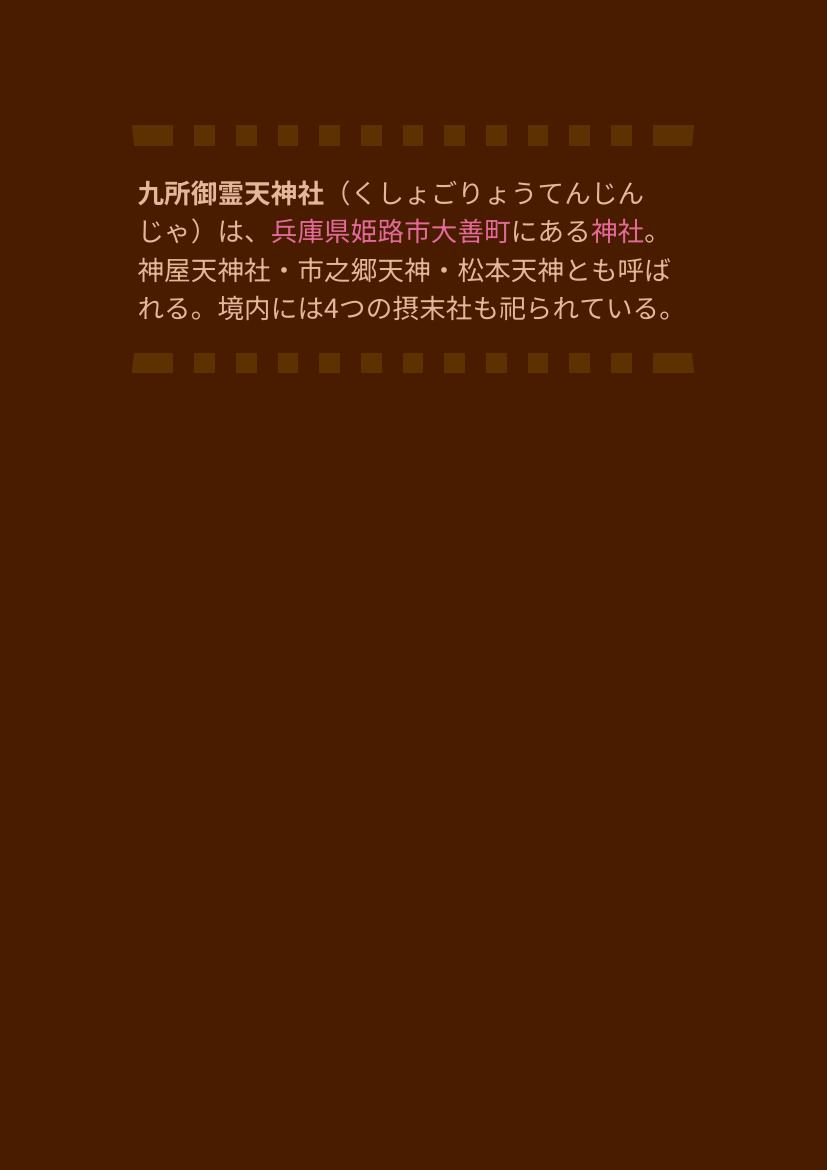 九所御霊天神社（くしょごりょうてんじん
じゃ）は、兵庫県姫路市大善町にある神社。
神屋天神社・市之郷天神・松本天神とも呼ば
れる。境内には4つの摂末社も祀られている。